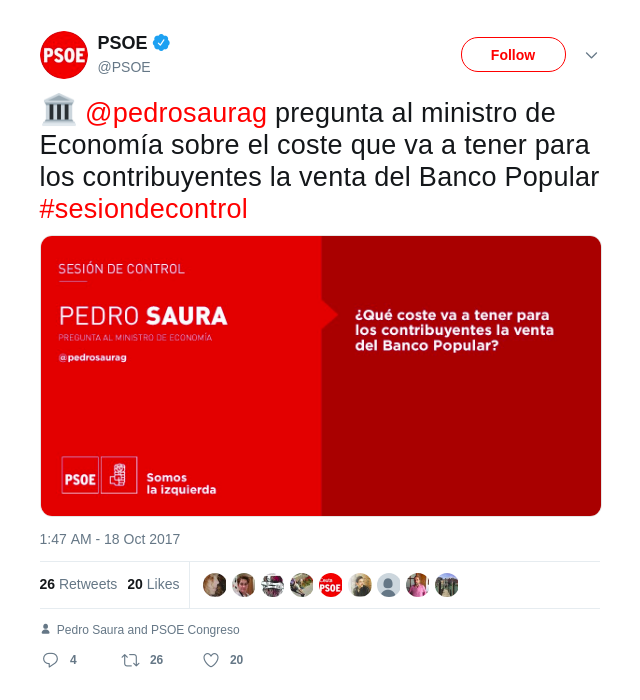 PSOE
@PSOE
Follow
@pedrosaurag pregunta al ministro de
Economía sobre el coste que va a tener para
los contribuyentes la venta del Banco Popular
#sesiondecontrol
SESIÓN DE CONTROL
PEDRO SAURA
PREGUNTA AL MINISTRO DE ECONOMÍA
@pedrosaurag
¿Qué coste va a tener para
los contribuyentes la venta
del Banco Popular?
PSOE
Somos
la izquierda
1:47 AM - 18 Oct 2017
26 Retweets 20 Likes
PSOE
Pedro Saura and PSOE Congreso
4 26 20